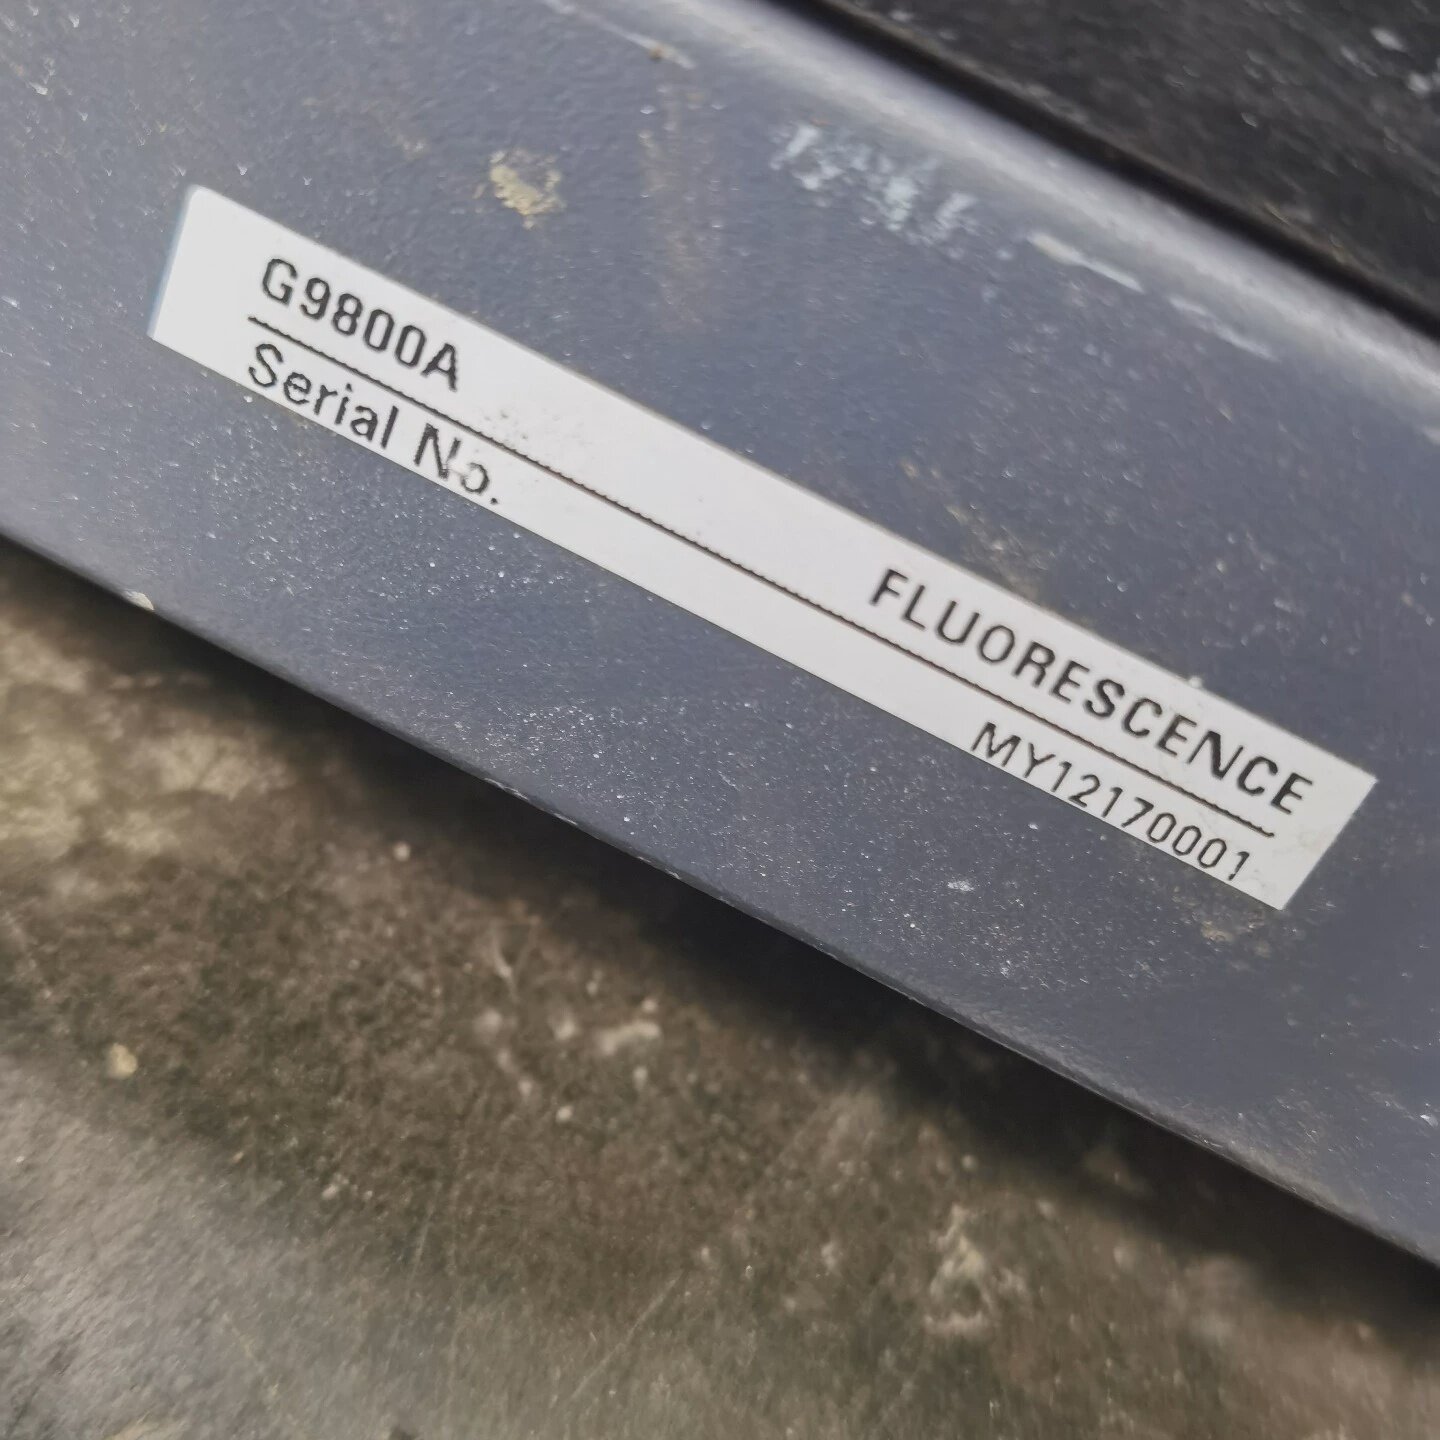 G9800A FLUORESCENCE
Serial No. MY12170001